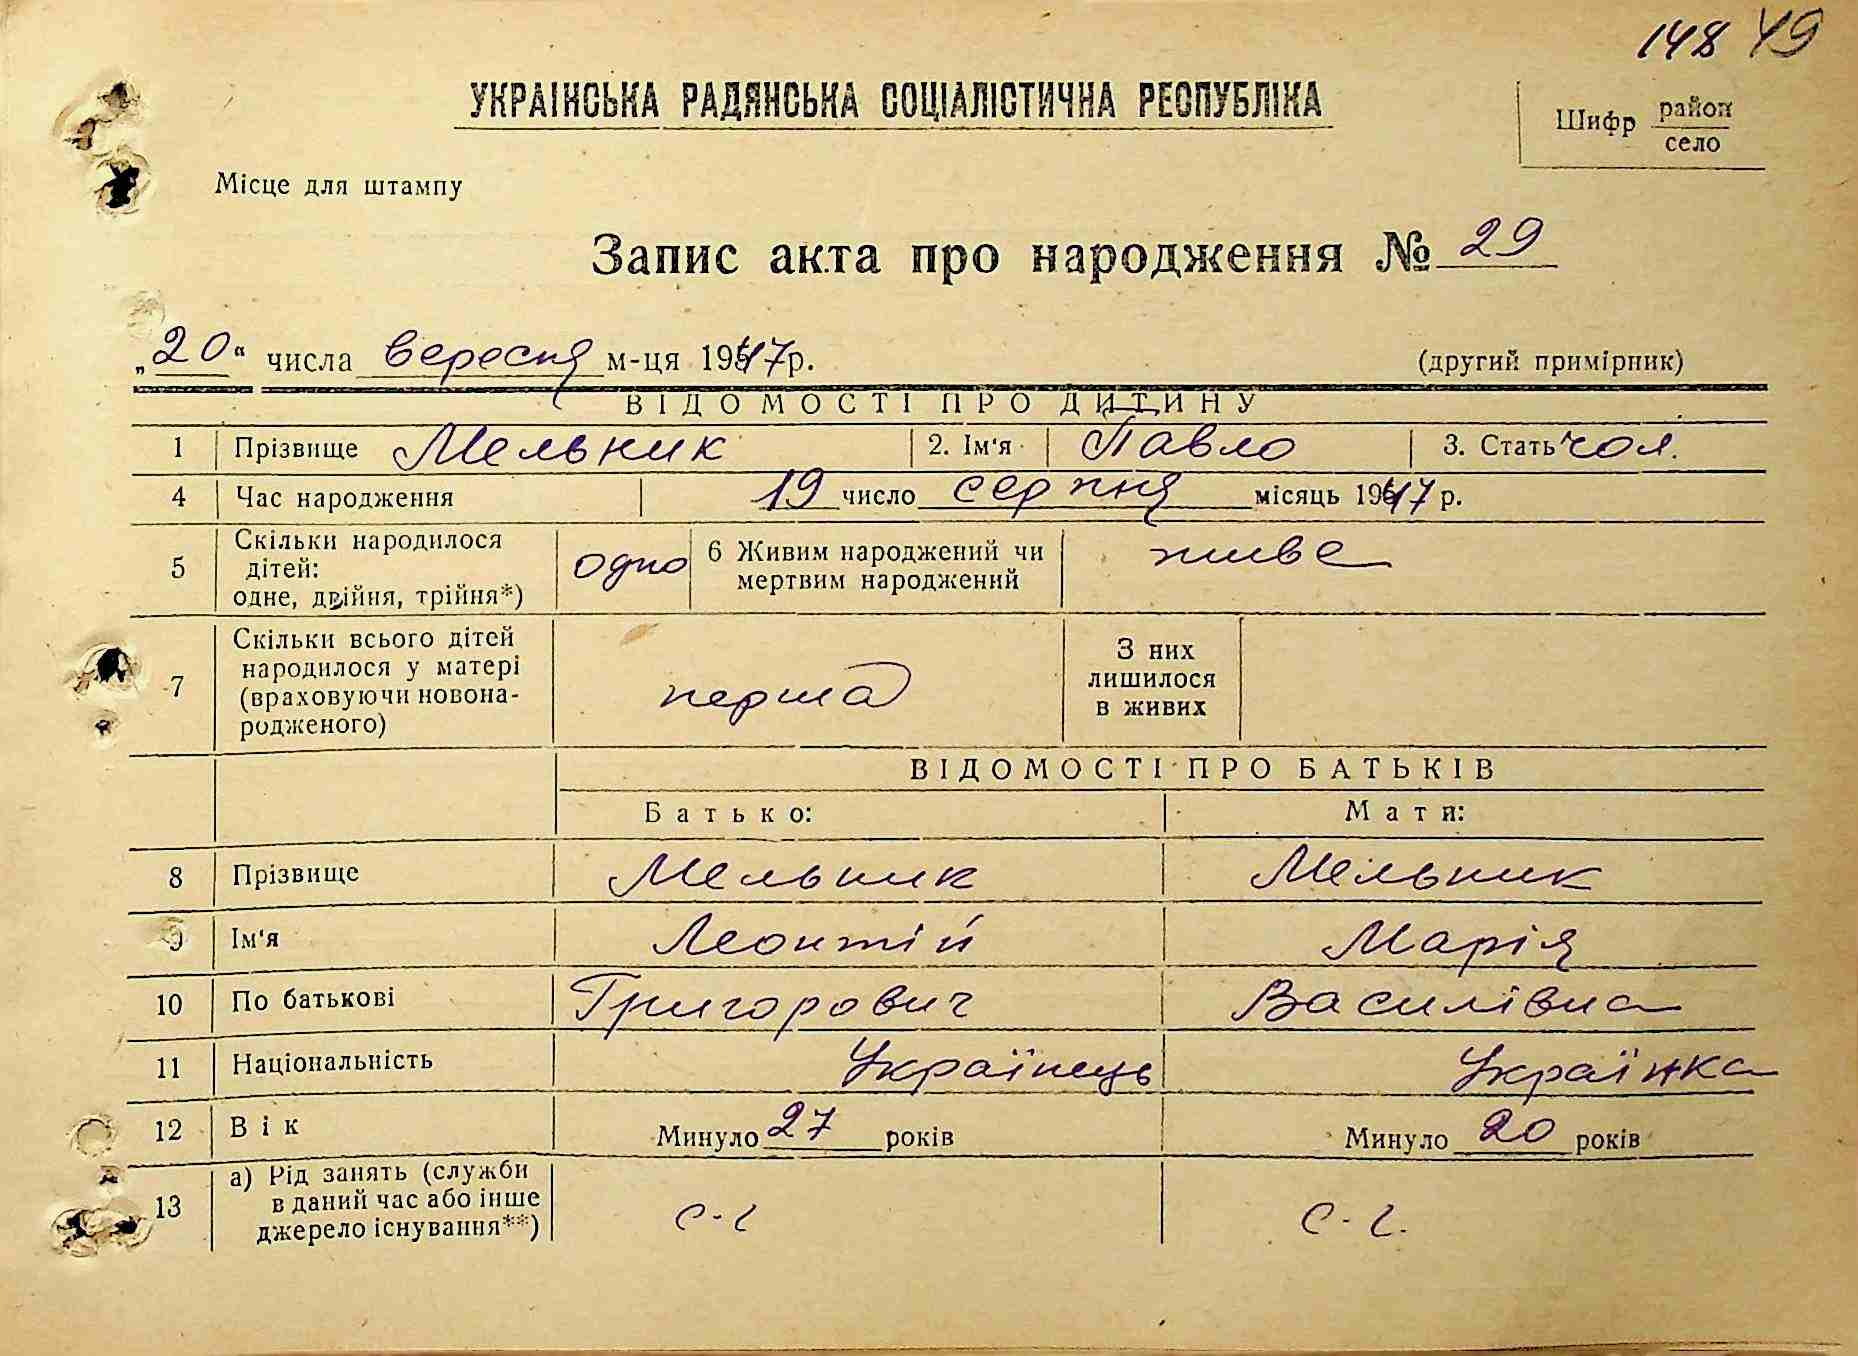 148 49
УКРАЇНСЬКА РАДЯНСЬКА СОЦІАЛІСТИЧНА РЕСПУБЛІКА
Шифр район
село
Місце для штампу
Запис акта про народження № 29
„20“ числа вересня м-ця 1947 р. (другий примірник)
ВІДОМОСТІ ПРО ДИТИНУ
1 Прізвище Мельник 2. Ім'я Павло 3. Стать чол.
4 Час народження 19 число серпня місяць 1947 р.
5 Скільки народилося дітей: одне, двійня, трійня*) одно 6 Живим народжений чи мертвим народжений живе
7 Скільки всього дітей народилося у матері (враховуючи новона-родженого) перша З них лишилося в живих
ВІДОМОСТІ ПРО БАТЬКІВ
Батько: Мати:
8 Прізвище Мельник Мельник
9 Ім'я Леонтій Марія
10 По батькові Григорович Василівна
11 Національність Українець Українка
12 Вік Минуло 27 років Минуло 20 років
13 а) Рід занять (служби в даний час або інше джерело існування**) с-г с-г.